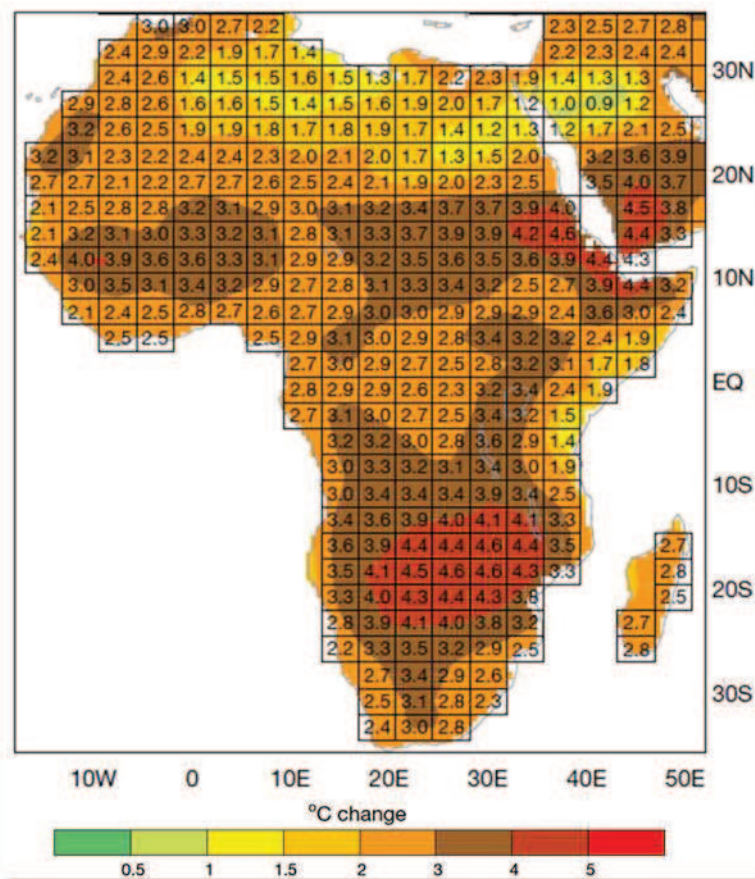 3.0 3.0 2.7 2.2 2.3 2.5 2.7 2.8
2.4 2.9 2.2 1.9 1.7 1.4 2.2 2.3 2.4 2.4
30N
2.4 2.6 1.4 1.5 1.5 1.6 1.5 1.3 1.7 2.2 2.3 1.9 1.4 1.3 1.3
2.9 2.8 2.6 1.6 1.6 1.5 1.4 1.5 1.6 1.9 2.0 1.7 1.2 1.0 0.9 1.2
3.2 2.6 2.5 1.9 1.9 1.8 1.7 1.8 1.9 1.7 1.4 1.2 1.3 1.2 1.7 2.1 2.5
3.2 3.1 2.3 2.2 2.4 2.4 2.3 2.0 2.1 2.0 1.7 1.3 1.5 2.0 3.2 3.6 3.9
20N
2.7 2.7 2.1 2.2 2.7 2.7 2.6 2.5 2.4 2.1 1.9 2.0 2.3 2.5 3.5 4.0 3.7
2.1 2.5 2.8 2.8 3.2 3.1 2.9 3.0 3.1 3.2 3.4 3.7 3.7 3.9 4.0 4.5 3.8
2.1 3.2 3.1 3.0 3.3 3.2 3.1 2.8 3.1 3.3 3.7 3.9 3.9 4.2 4.6 4.4 3.3
2.4 4.0 3.9 3.6 3.6 3.3 3.1 2.9 2.9 3.2 3.5 3.6 3.5 3.6 3.9 4.4 4.3
10N
3.0 3.5 3.1 3.4 3.2 2.9 2.7 2.8 3.1 3.3 3.4 3.2 2.5 2.7 3.9 4.4 3.2
2.1 2.4 2.5 2.8 2.7 2.6 2.7 2.9 3.0 3.0 2.9 2.9 2.9 2.4 3.6 3.0 2.4
2.5 2.5 2.5 2.9 3.1 3.0 2.9 2.8 3.4 3.2 3.2 2.4 1.9
2.7 3.0 2.9 2.7 2.5 2.8 3.2 3.1 1.7 1.8
EQ
2.8 2.9 2.9 2.6 2.3 3.2 3.4 2.4 1.9
2.7 3.1 3.0 2.7 2.5 3.4 3.2 1.5
3.2 3.2 3.0 2.8 3.6 2.9 1.4
3.0 3.3 3.2 3.1 3.4 3.0 1.9
10S
3.0 3.4 3.4 3.4 3.9 3.4 2.5
3.4 3.6 3.9 4.0 4.1 4.1 3.3
3.6 3.9 4.4 4.4 4.6 4.4 3.5 2.7
3.5 4.1 4.5 4.6 4.6 4.3 3.3 2.8
20S
3.3 4.0 4.3 4.4 4.3 3.8 2.5
2.8 3.9 4.1 4.0 3.8 3.2 2.7
2.2 3.3 3.5 3.2 2.9 2.5 2.8
2.7 3.4 2.9 2.6
30S
2.5 3.1 2.8 2.3
2.4 3.0 2.8
10W 0 10E 20E 30E 40E 50E
°C change
0.5 1 1.5 2 3 4 5